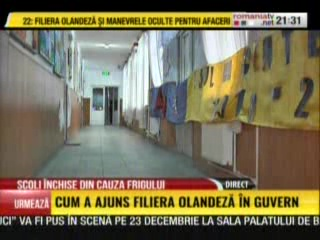 22: FILIERA OLANDEZĂ ȘI MANEVRELE OCULTE PENTRU AFACERI
romaniatv.net
21:31
ȘCOLI ÎNCHISE DIN CAUZA FRIGULUI
DIRECT
URMEAZĂ
CUM A AJUNS FILIERA OLANDEZĂ ÎN GUVERN
UCI" VA FI PUS ÎN SCENĂ PE 23 DECEMBRIE LA SALA PALATULUI DE